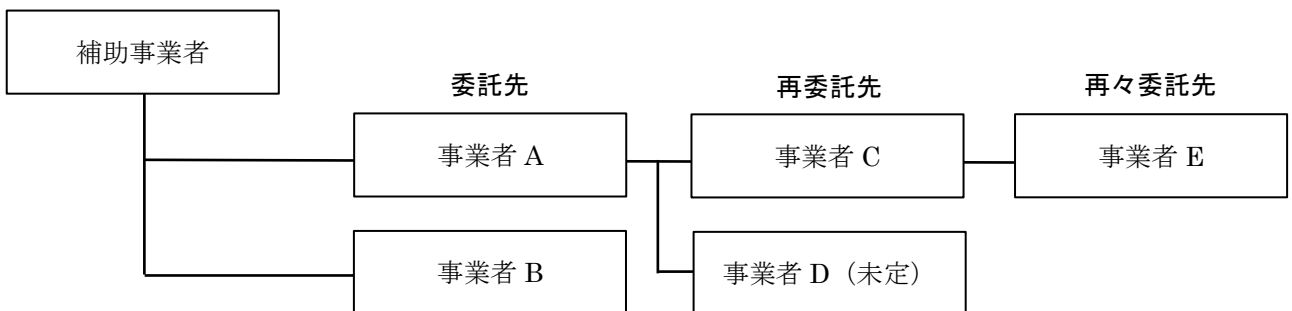 補助事業者
委託先
再委託先
再々委託先
事業者 A
事業者 C
事業者 E
事業者 B
事業者 D（未定）